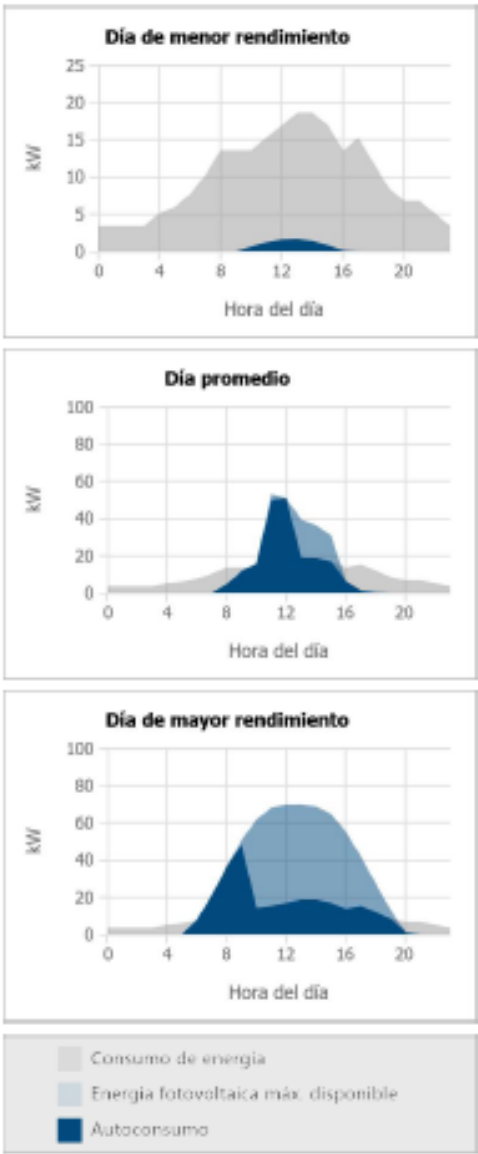 Día de menor rendimiento
25
20
15
10
5
0
kW
0 4 8 12 16 20
Hora del día
Día promedio
100
80
60
40
20
0
kW
0 4 8 12 16 20
Hora del día
Día de mayor rendimiento
100
80
60
40
20
0
kW
0 4 8 12 16 20
Hora del día
Consumo de energía
Energía fotovoltaica máx. disponible
Autoconsumo